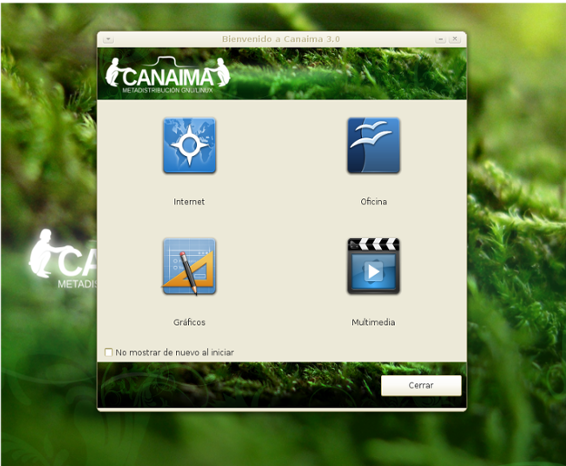 Bienvenido a Canaima 3.0
CANAIMA
METADISTRIBUCIÓN GNU/LINUX
Internet
Oficina
CA
METADIS
Gráficos
Multimedia
No mostrar de nuevo al iniciar
Cerrar